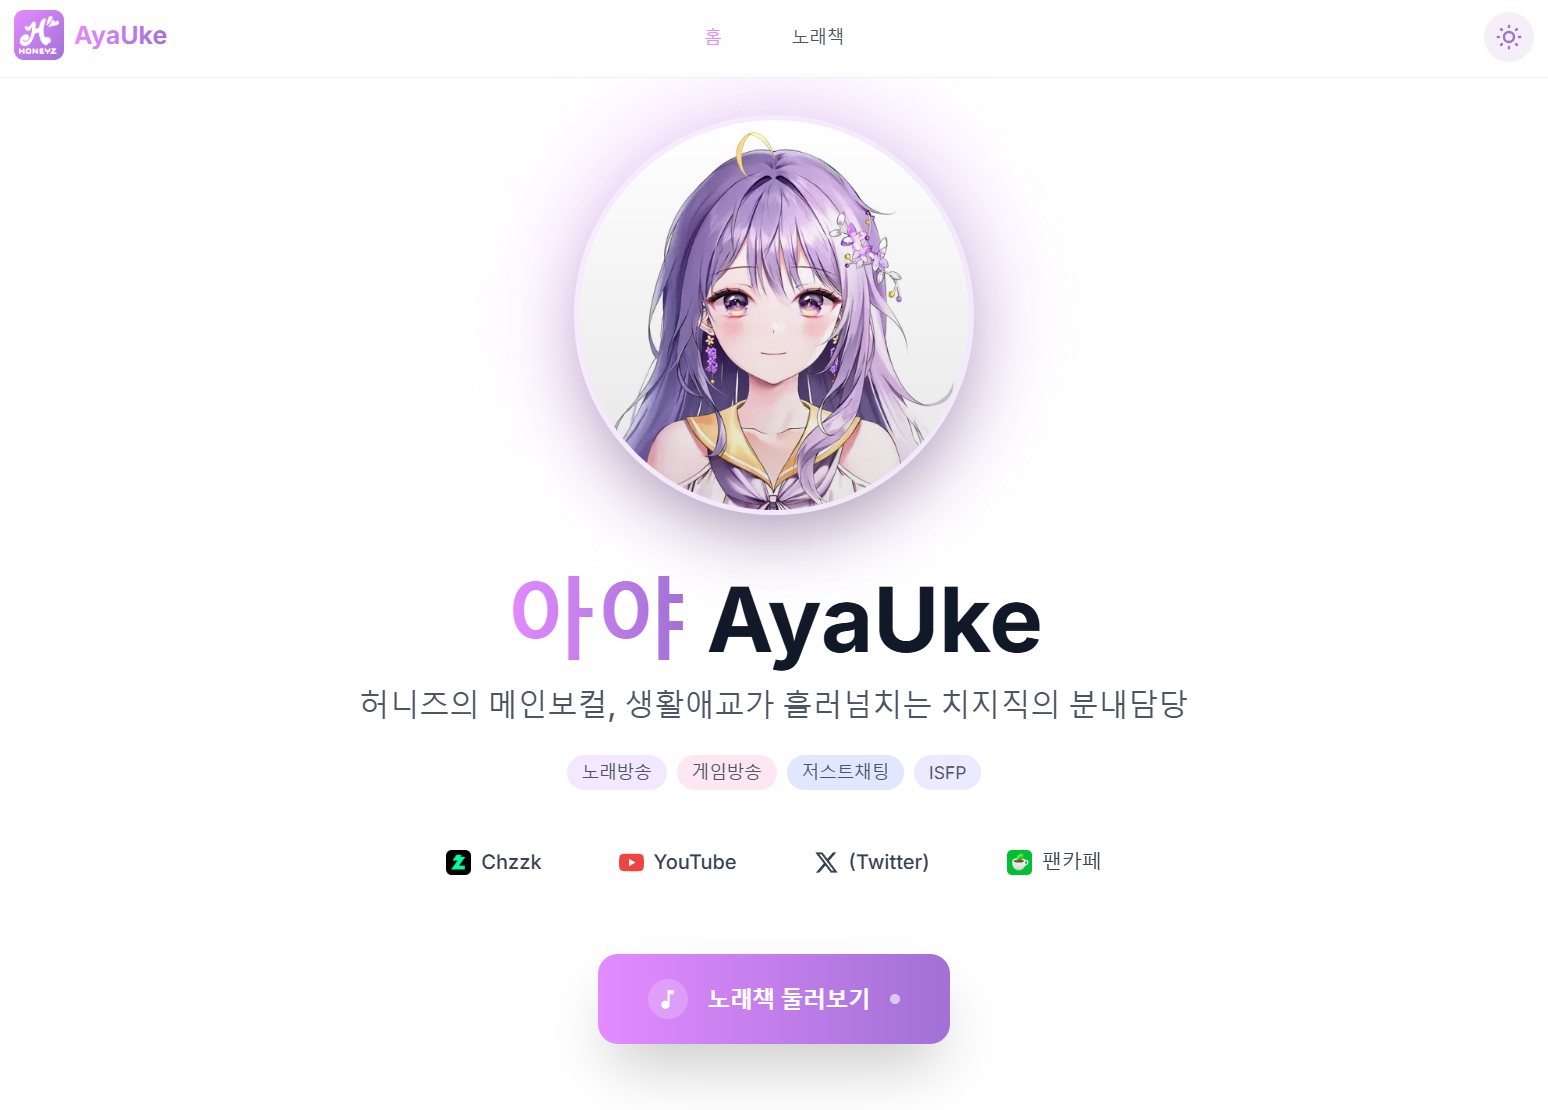 HONEYZ
AyaUke
홈
노래책
아야 AyaUke
허니즈의 메인보컬, 생활애교가 흘러넘치는 치지직의 분내담당
노래방송 게임방송 저스트채팅 ISFP
Chzzk YouTube (Twitter) 팬카페
노래책 둘러보기